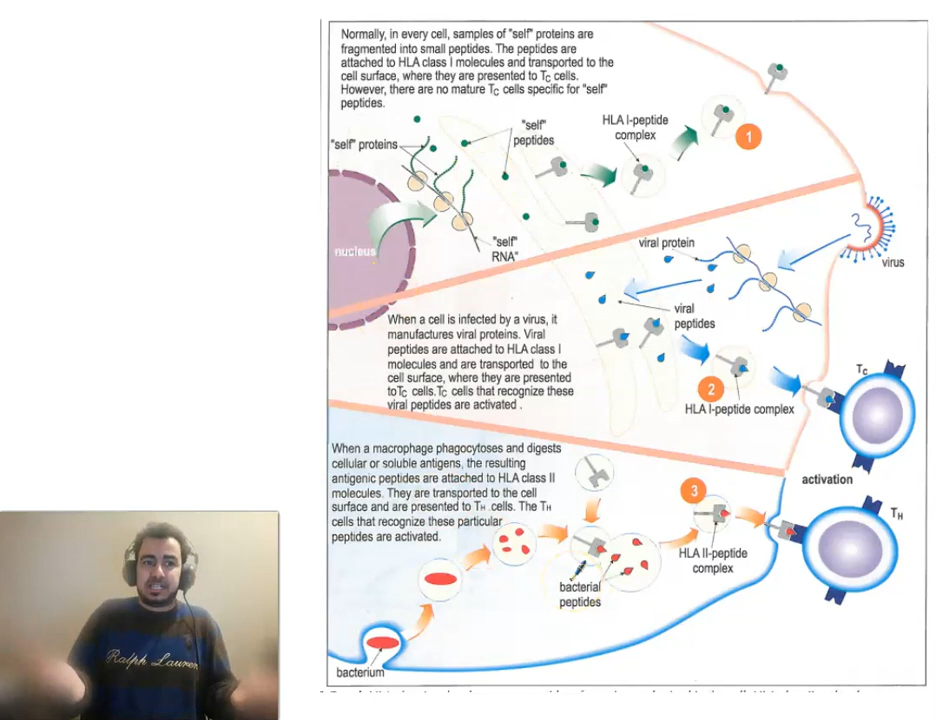 Normally, in every cell, samples of "self" proteins are
fragmented into small peptides. The peptides are
attached to HLA class I molecules and transported to the
cell surface, where they are presented to Tc cells.
However, there are no mature Tc cells specific for "self"
peptides.
"self" proteins
"self"
peptides
HLA I-peptide
complex
1
nucleus
"self"
RNA"
viral protein
virus
viral
peptides
When a cell is infected by a virus, it
manufactures viral proteins. Viral
peptides are attached to HLA class I
molecules and are transported to the
cell surface, where they are presented
toTc cells.Tc cells that recognize these
viral peptides are activated .
2
HLA I-peptide complex
Tc
activation
When a macrophage phagocytoses and digests
cellular or soluble antigens, the resulting
antigenic peptides are attached to HLA class II
molecules. They are transported to the cell
surface and are presented to TH cells. The TH
cells that recognize these particular
peptides are activated.
3
HLA II-peptide
complex
TH
bacterial
peptides
bacterium
Ralph Lauren